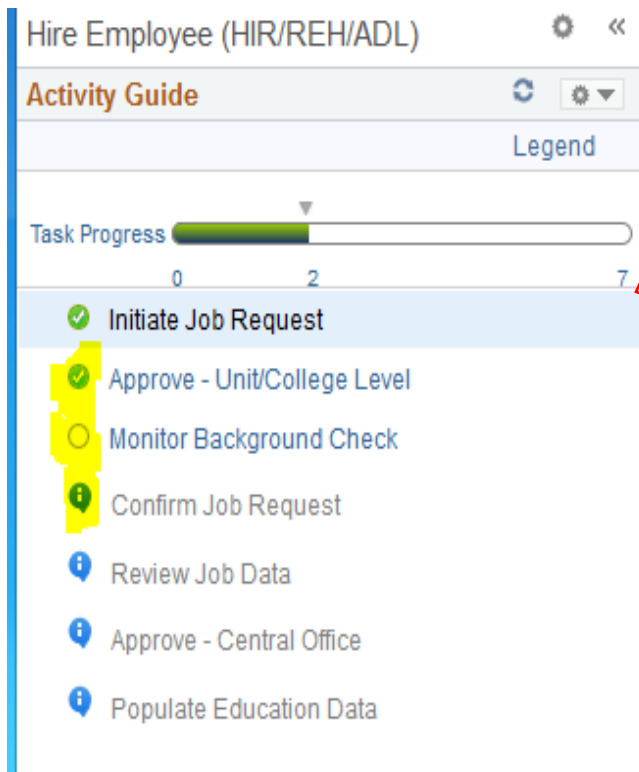 Hire Employee (HIR/REH/ADL)
Activity Guide
Legend
Task Progress
0 2 7
Initiate Job Request
Approve - Unit/College Level
Monitor Background Check
Confirm Job Request
Review Job Data
Approve - Central Office
Populate Education Data